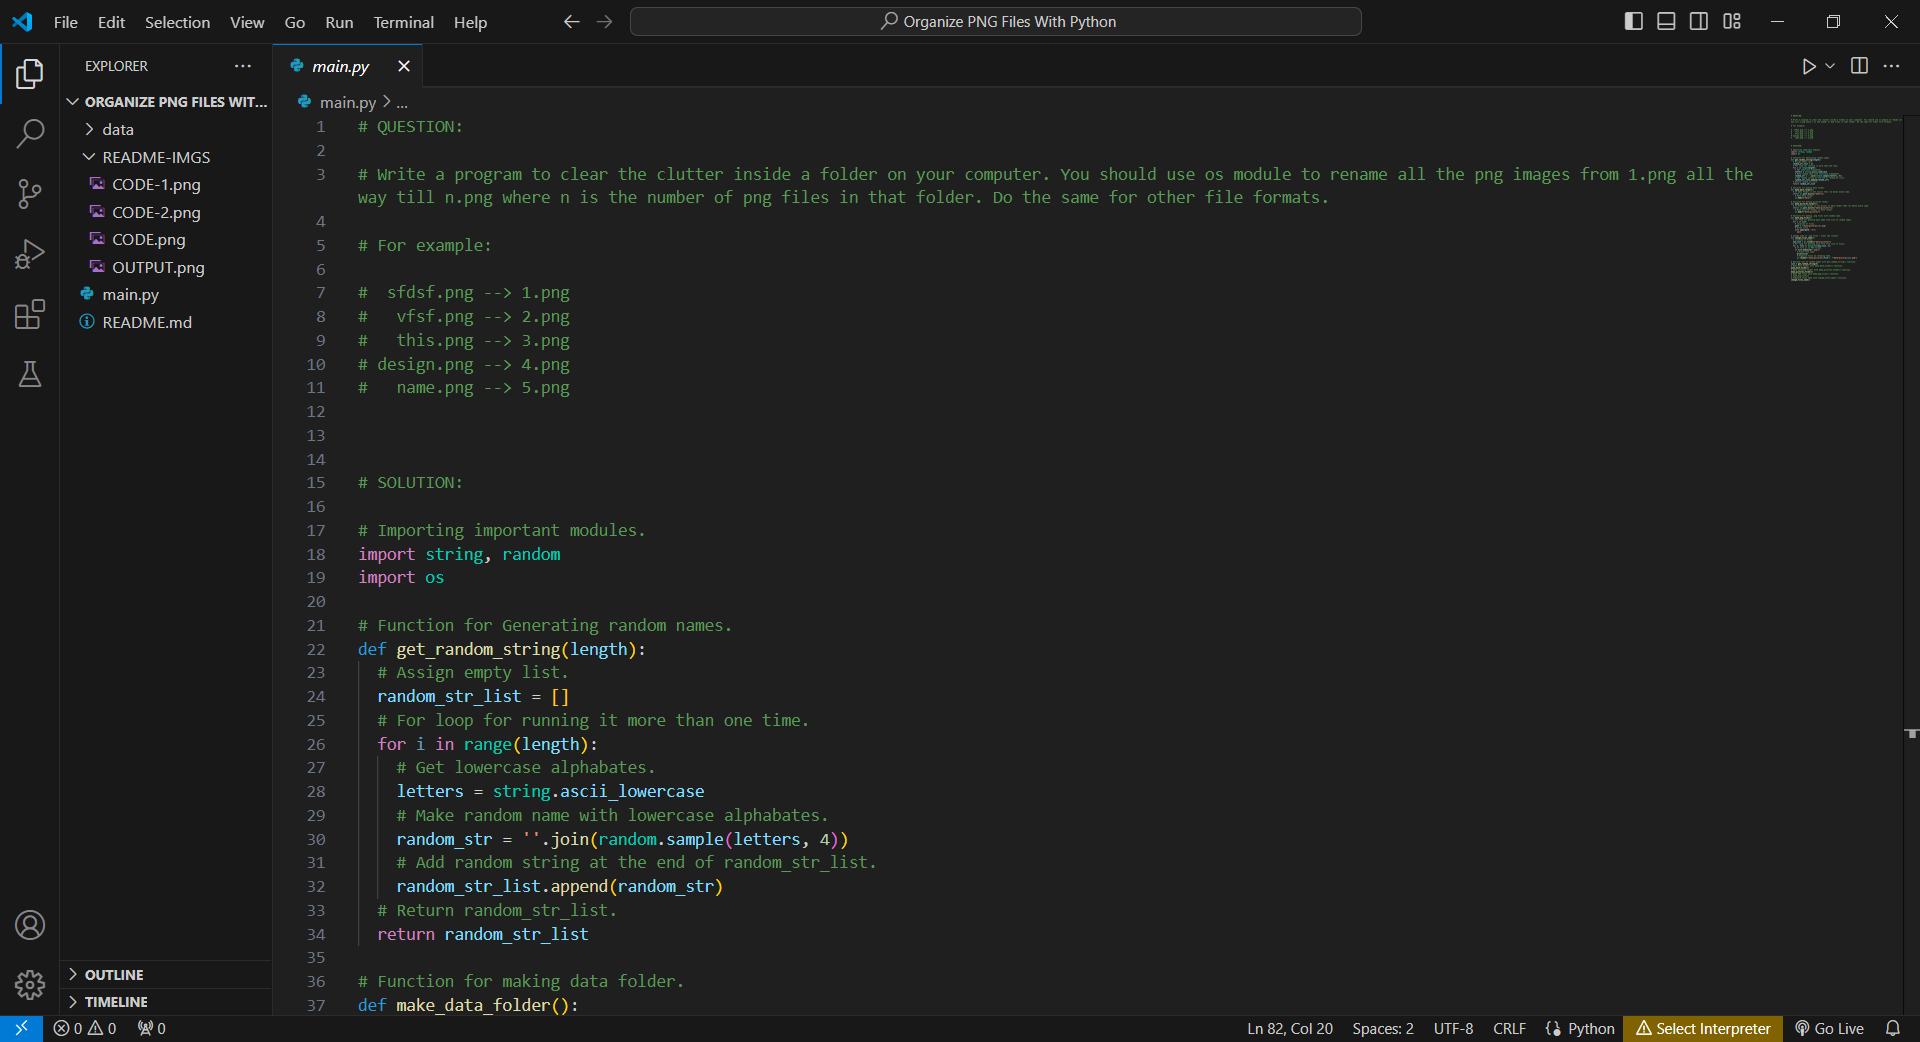 File Edit Selection View Go Run Terminal Help
Organize PNG Files With Python
EXPLORER
ORGANIZE PNG FILES WIT...
data
README-IMGS
CODE-1.png
CODE-2.png
CODE.png
OUTPUT.png
main.py
README.md
OUTLINE
TIMELINE
main.py
main.py > ...
1 # QUESTION:
2
3 # Write a program to clear the clutter inside a folder on your computer. You should use os module to rename all the png images from 1.png all the
way till n.png where n is the number of png files in that folder. Do the same for other file formats.
4
5 # For example:
6
7 #  sfdsf.png --> 1.png
8 #   vfsf.png --> 2.png
9 #   this.png --> 3.png
10 # design.png --> 4.png
11 #   name.png --> 5.png
12
13
14
15 # SOLUTION:
16
17 # Importing important modules.
18 import string, random
19 import os
20
21 # Function for Generating random names.
22 def get_random_string(length):
23   # Assign empty list.
24   random_str_list = []
25   # For loop for running it more than one time.
26   for i in range(length):
27     # Get lowercase alphabates.
28     letters = string.ascii_lowercase
29     # Make random name with lowercase alphabates.
30     random_str = ''.join(random.sample(letters, 4))
31     # Add random string at the end of random_str_list.
32     random_str_list.append(random_str)
33   # Return random_str_list.
34   return random_str_list
35
36 # Function for making data folder.
37 def make_data_folder():
0 0 0 Ln 82, Col 20 Spaces: 2 UTF-8 CRLF Python Select Interpreter Go Live